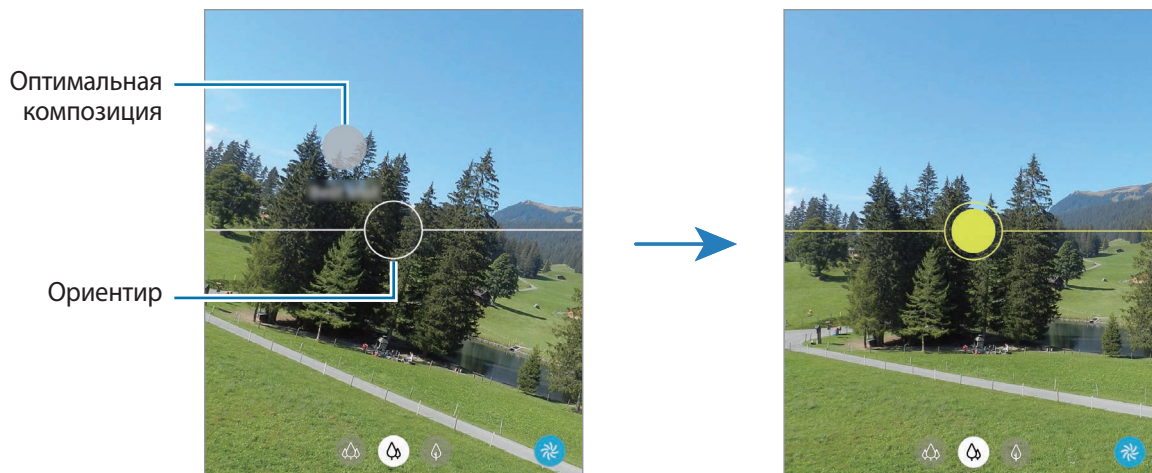 Оптимальная
композиция
Ориентир